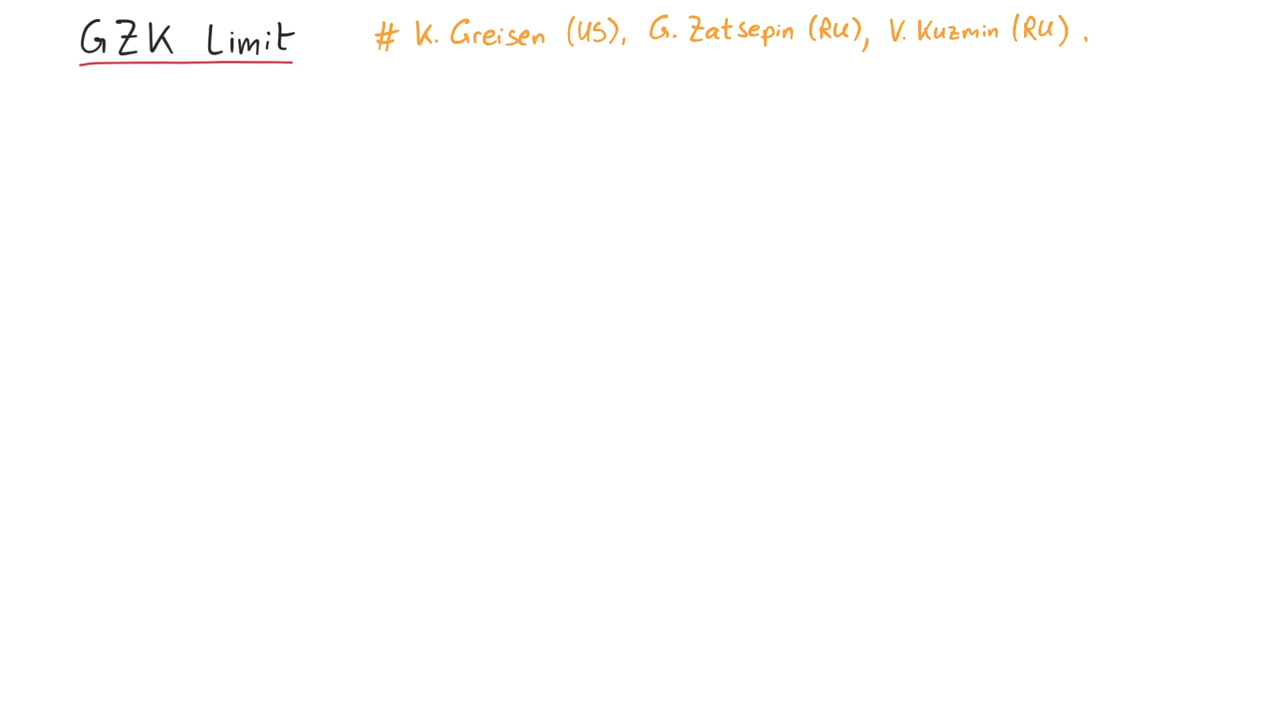 GZK Limit # K. Greisen (US), G. Zatsepin (RU), V. Kuzmin (RU).